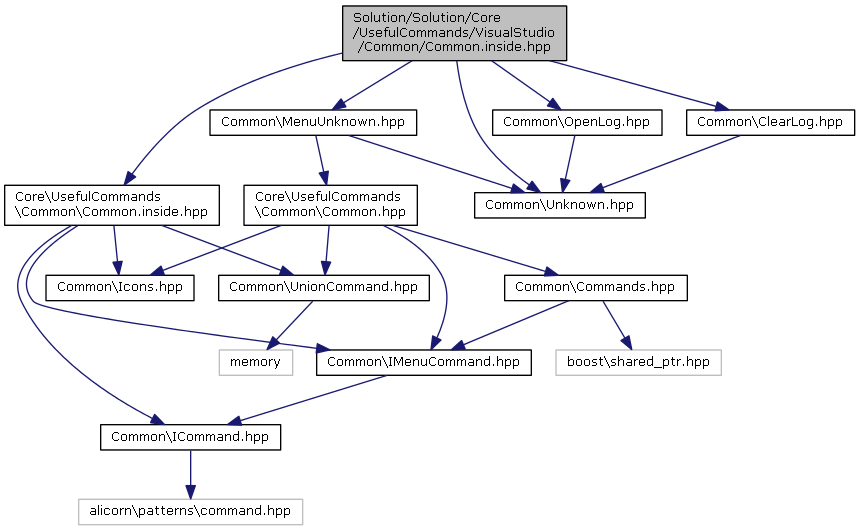 Solution/Solution/Core
/UsefulCommands/VisualStudio
/Common/Common.inside.hpp
Common\MenuUnknown.hpp
Common\OpenLog.hpp
Common\ClearLog.hpp
Core\UsefulCommands
\Common\Common.inside.hpp
Core\UsefulCommands
\Common\Common.hpp
Common\Unknown.hpp
Common\Icons.hpp
Common\UnionCommand.hpp
Common\Commands.hpp
memory
Common\IMenuCommand.hpp
boost\shared_ptr.hpp
Common\ICommand.hpp
alicorn\patterns\command.hpp